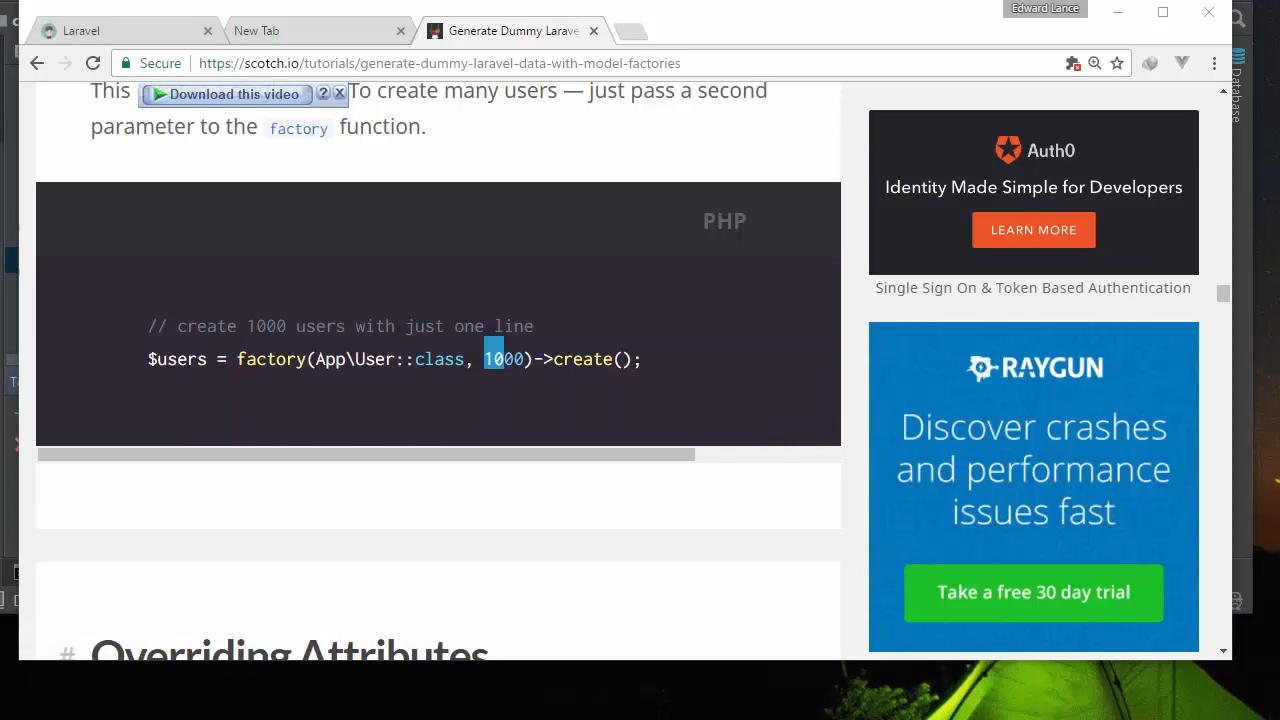 Edward Lance
Laravel
New Tab
Generate Dummy Larave
Secure https://scotch.io/tutorials/generate-dummy-laravel-data-with-model-factories
Database
This Download this video ? To create many users — just pass a second
parameter to the factory function.
PHP
// create 1000 users with just one line
$users = factory(App\User::class, 1000)->create();
# Overriding Attributes
Auth0
Identity Made Simple for Developers
LEARN MORE
Single Sign On & Token Based Authentication
RAYGUN
Discover crashes
and performance
issues fast
Take a free 30 day trial